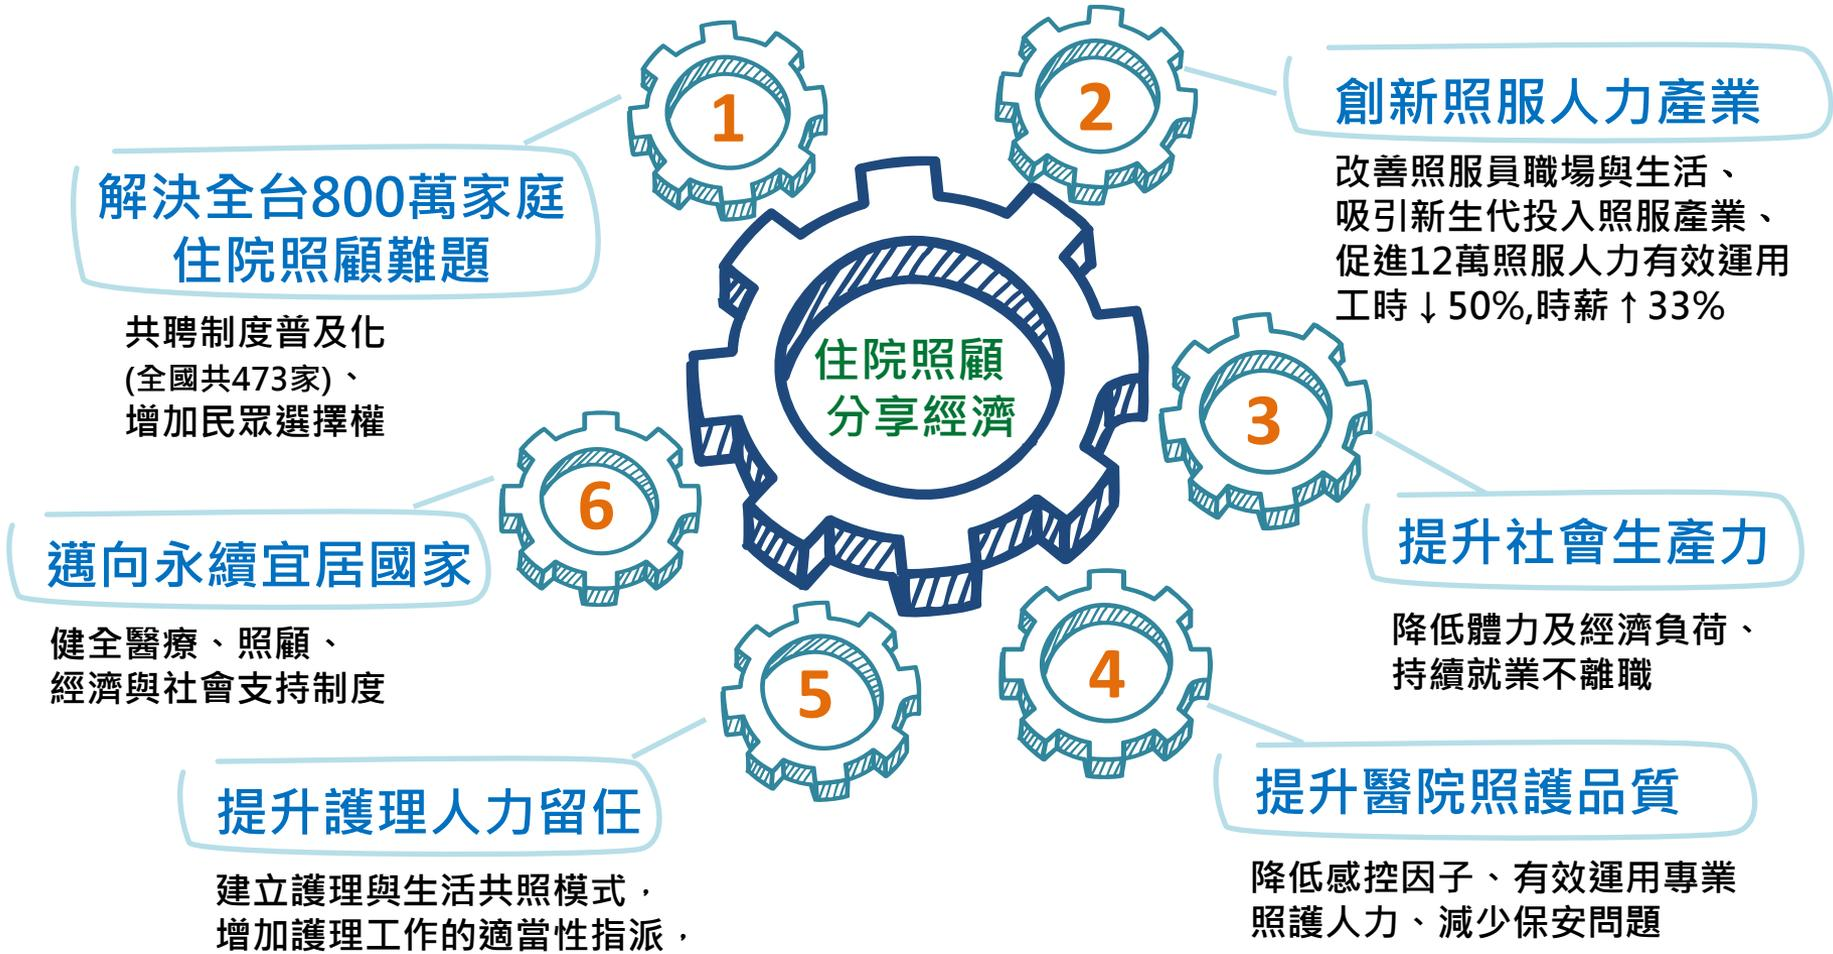 住院照顧
分享經濟
1
解決全台800萬家庭
住院照顧難題
共聘制度普及化
(全國共473家)、
增加民眾選擇權
2
創新照服人力產業
改善照服員職場與生活、
吸引新生代投入照服產業、
促進12萬照服人力有效運用
工時↓50%,時薪↑33%
3
提升社會生產力
降低體力及經濟負荷、
持續就業不離職
4
提升醫院照護品質
降低感控因子、有效運用專業
照護人力、減少保安問題
5
提升護理人力留任
建立護理與生活共照模式，
增加護理工作的適當性指派，
6
邁向永續宜居國家
健全醫療、照顧、
經濟與社會支持制度